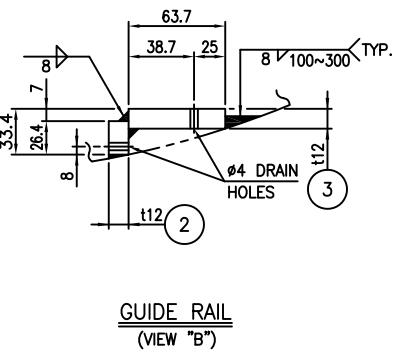 63.7
38.7
25
8
TYP.
8
100~300
7
33.4
26.4
8
t12
ø4 DRAIN
HOLES
3
t12
2
GUIDE RAIL
(VIEW "B")